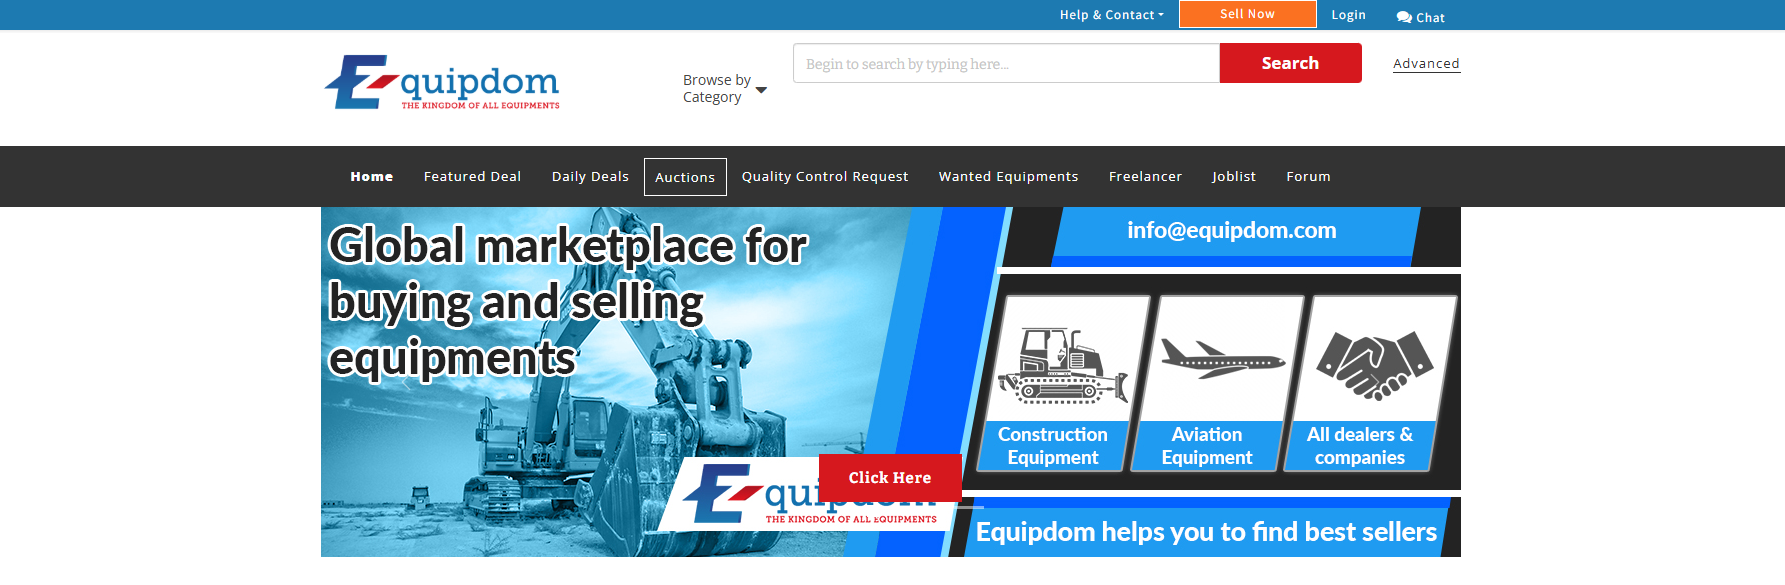 Help & Contact
Sell Now
Login
Chat
Equipdom
THE KINGDOM OF ALL EQUIPMENTS
Browse by
Category
Begin to search by typing here...
Search
Advanced
Home
Featured Deal
Daily Deals
Auctions
Quality Control Request
Wanted Equipments
Freelancer
Joblist
Forum
Global marketplace for
buying and selling
equipments
info@equipdom.com
Construction
Equipment
Aviation
Equipment
All dealers &
companies
Click Here
Equipdom
THE KINGDOM OF ALL EQUIPMENTS
Equipdom helps you to find best sellers